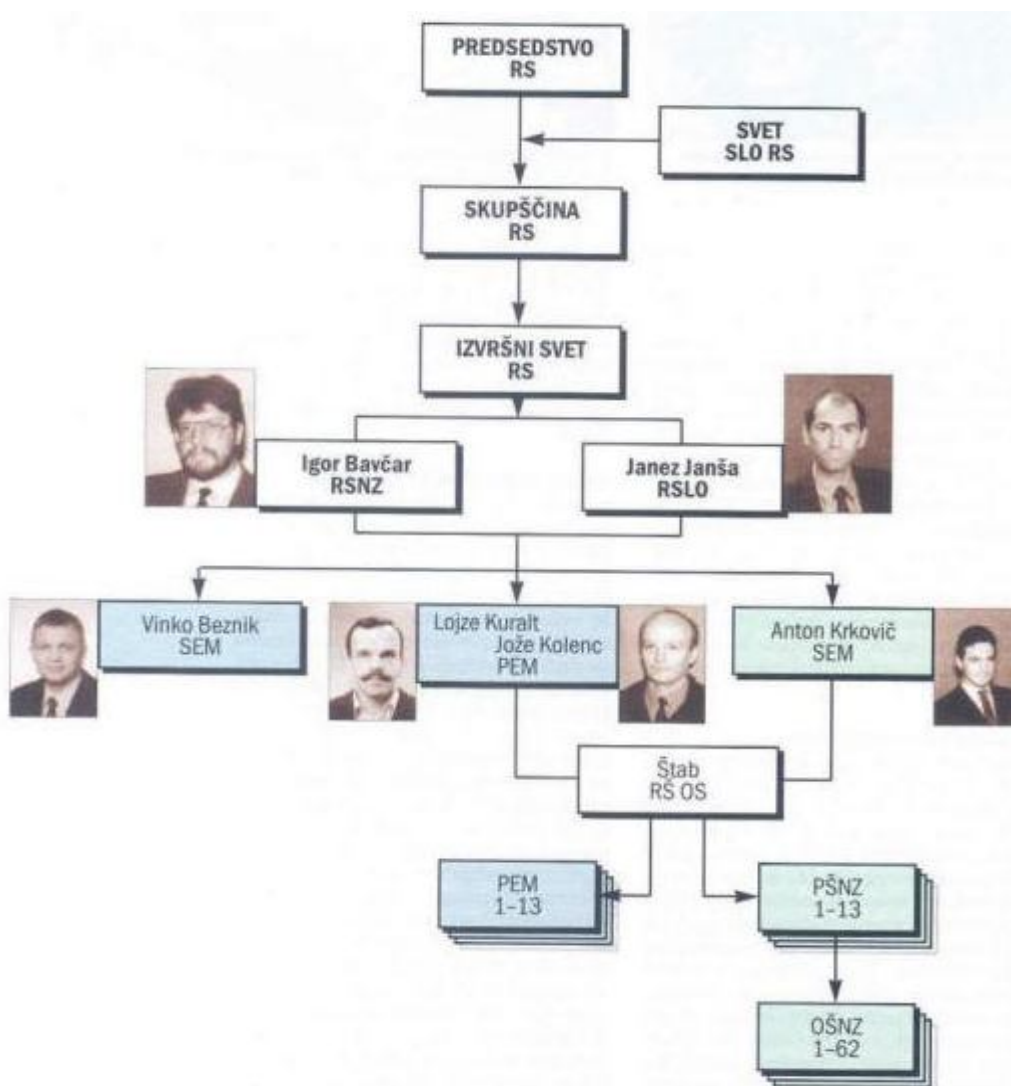 PREDSEDSTVO
RS
SVET
SLO RS
SKUPŠČINA
RS
IZVRŠNI SVET
RS
Igor Bavčar
RSNZ
Janez Janša
RSLO
Vinko Beznik
SEM
Lojze Kuralt
Jože Kolenc
PEM
Anton Krkovič
SEM
Štab
RŠ OS
PEM
1–13
PŠNZ
1–13
OŠNZ
1–62